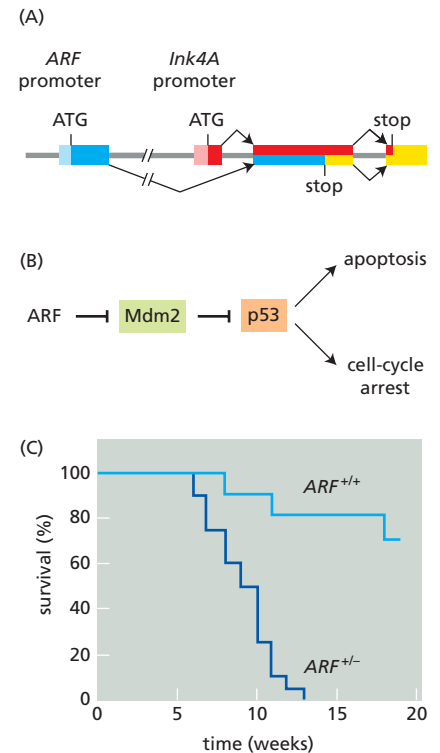 (A)
ARF Ink4A
promoter promoter
ATG ATG stop
stop
(B)
apoptosis
ARF Mdm2 p53
cell-cycle
arrest
(C)
100
80
60
40
20
0
survival (%)
ARF+/+
ARF+/–
0 5 10 15 20
time (weeks)